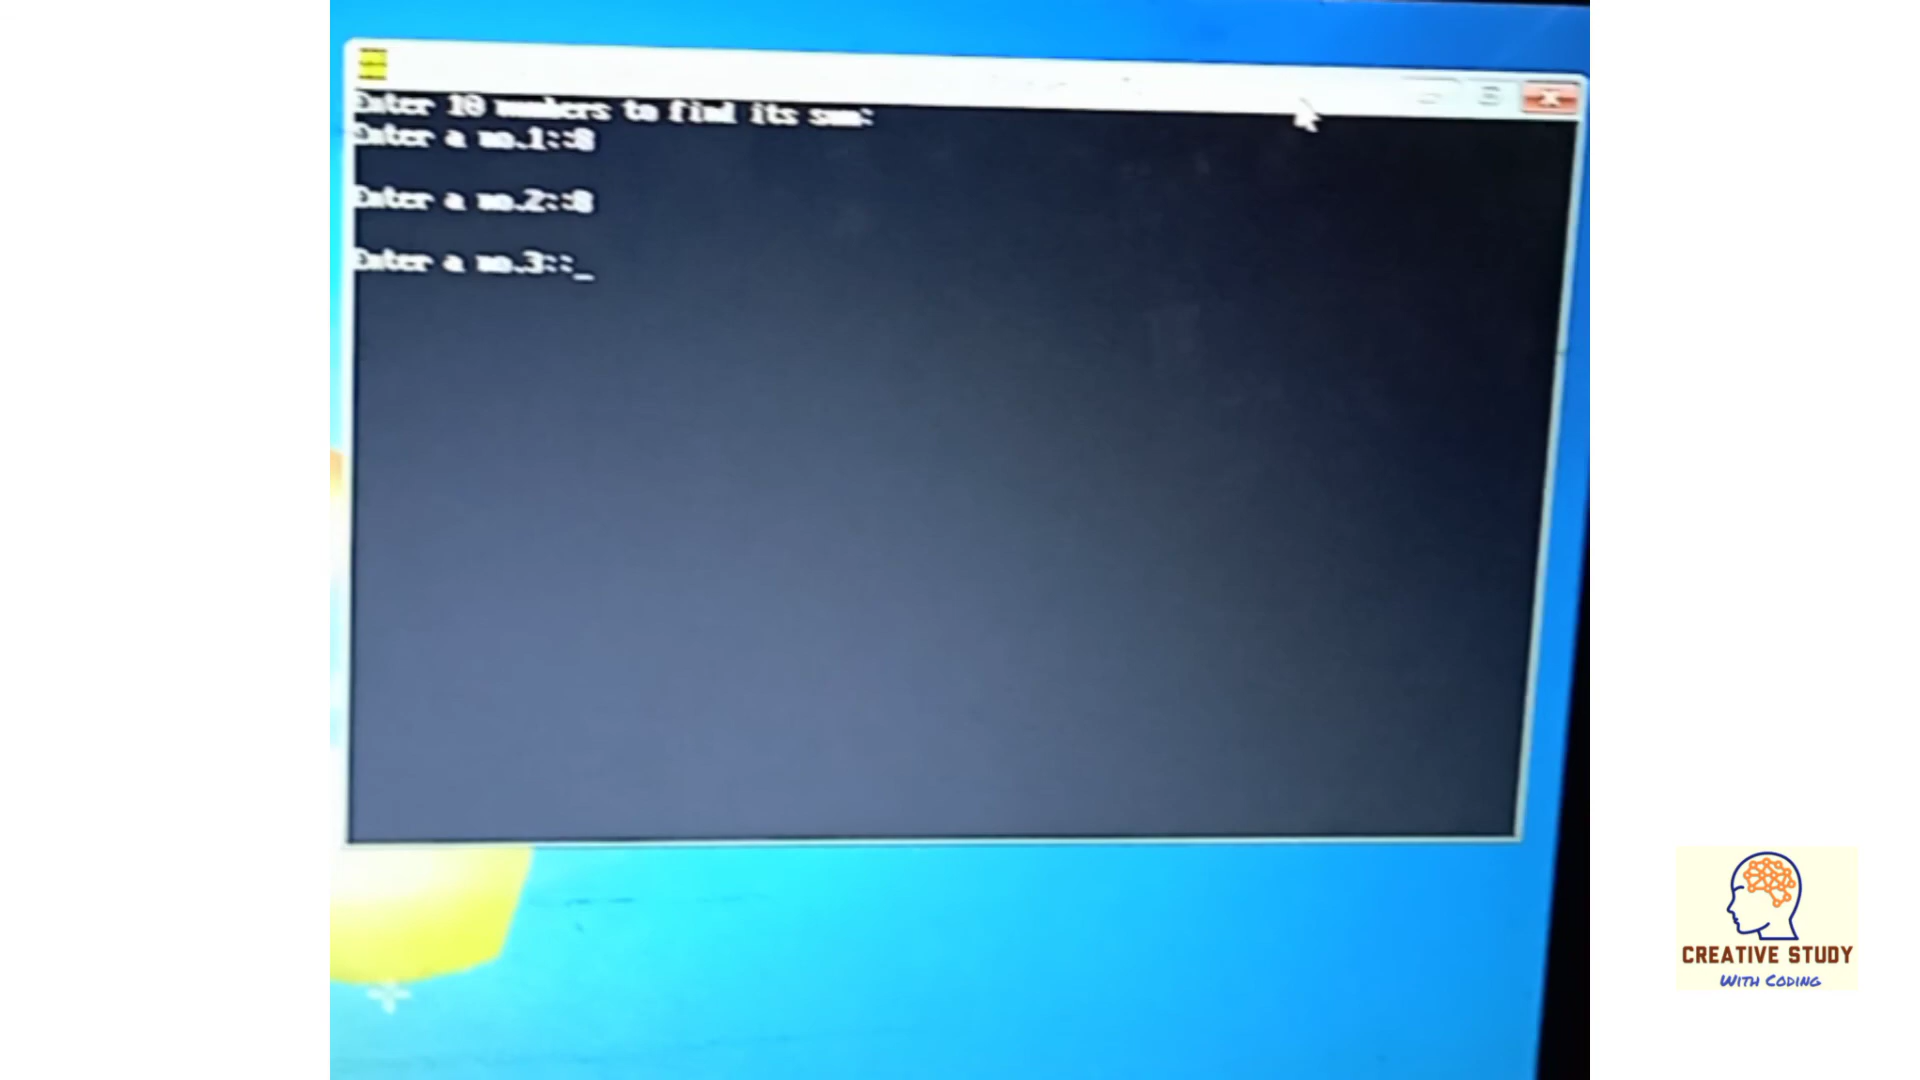 Enter 10 numbers to find its sum:
Enter a no.1::8
Enter a no.2::8
Enter a no.3::_
CREATIVE STUDY
WITH CODING